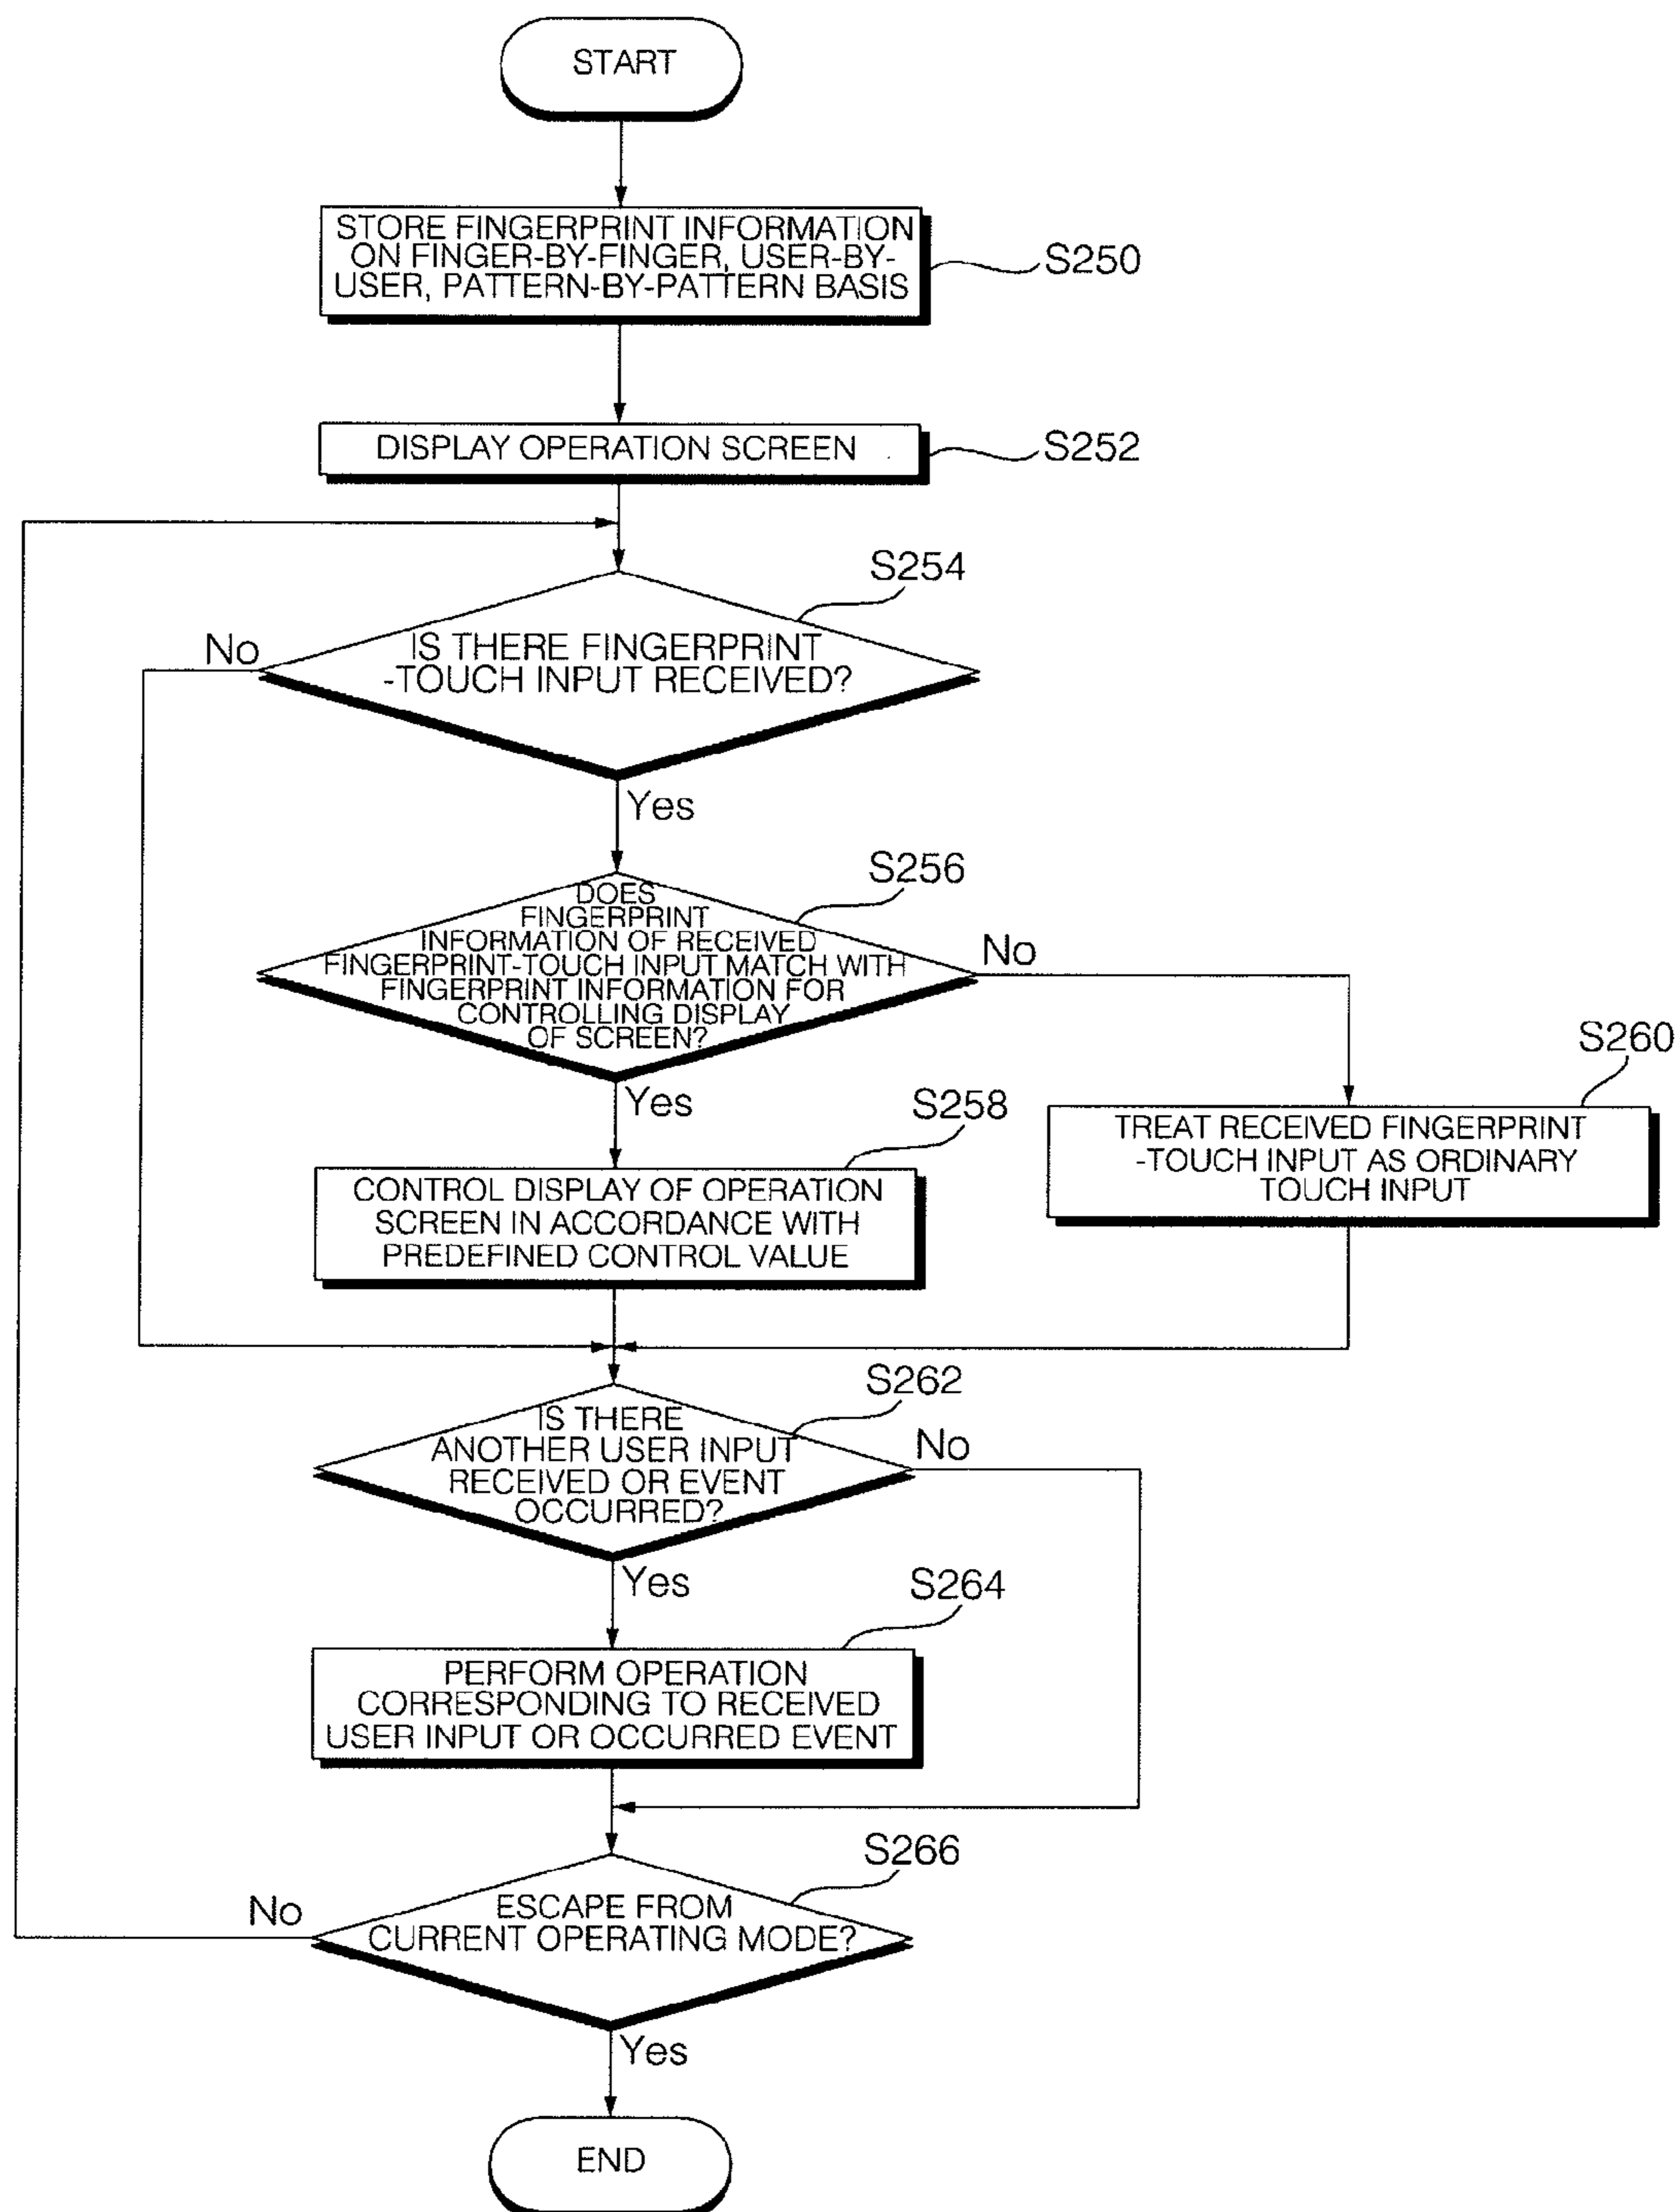 START
STORE FINGERPRINT INFORMATION
ON FINGER-BY-FINGER, USER-BY-
USER, PATTERN-BY-PATTERN BASIS
S250
DISPLAY OPERATION SCREEN
S252
S254
No
IS THERE FINGERPRINT
-TOUCH INPUT RECEIVED?
Yes
S256
DOES
FINGERPRINT
INFORMATION OF RECEIVED
FINGERPRINT-TOUCH INPUT MATCH WITH
FINGERPRINT INFORMATION FOR
CONTROLLING DISPLAY
OF SCREEN?
No
Yes
S258
CONTROL DISPLAY OF OPERATION
SCREEN IN ACCORDANCE WITH
PREDEFINED CONTROL VALUE
S260
TREAT RECEIVED FINGERPRINT
-TOUCH INPUT AS ORDINARY
TOUCH INPUT
S262
IS THERE
ANOTHER USER INPUT
RECEIVED OR EVENT
OCCURRED?
No
Yes
S264
PERFORM OPERATION
CORRESPONDING TO RECEIVED
USER INPUT OR OCCURRED EVENT
S266
No
ESCAPE FROM
CURRENT OPERATING MODE?
Yes
END